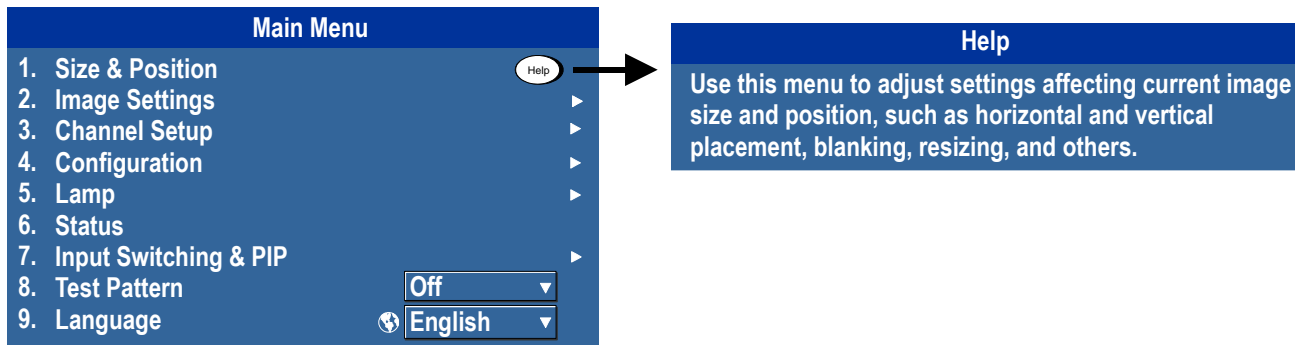 Main Menu
1. Size & Position Help
2. Image Settings
3. Channel Setup
4. Configuration
5. Lamp
6. Status
7. Input Switching & PIP
8. Test Pattern Off
9. Language English
Help
Use this menu to adjust settings affecting current image
size and position, such as horizontal and vertical
placement, blanking, resizing, and others.